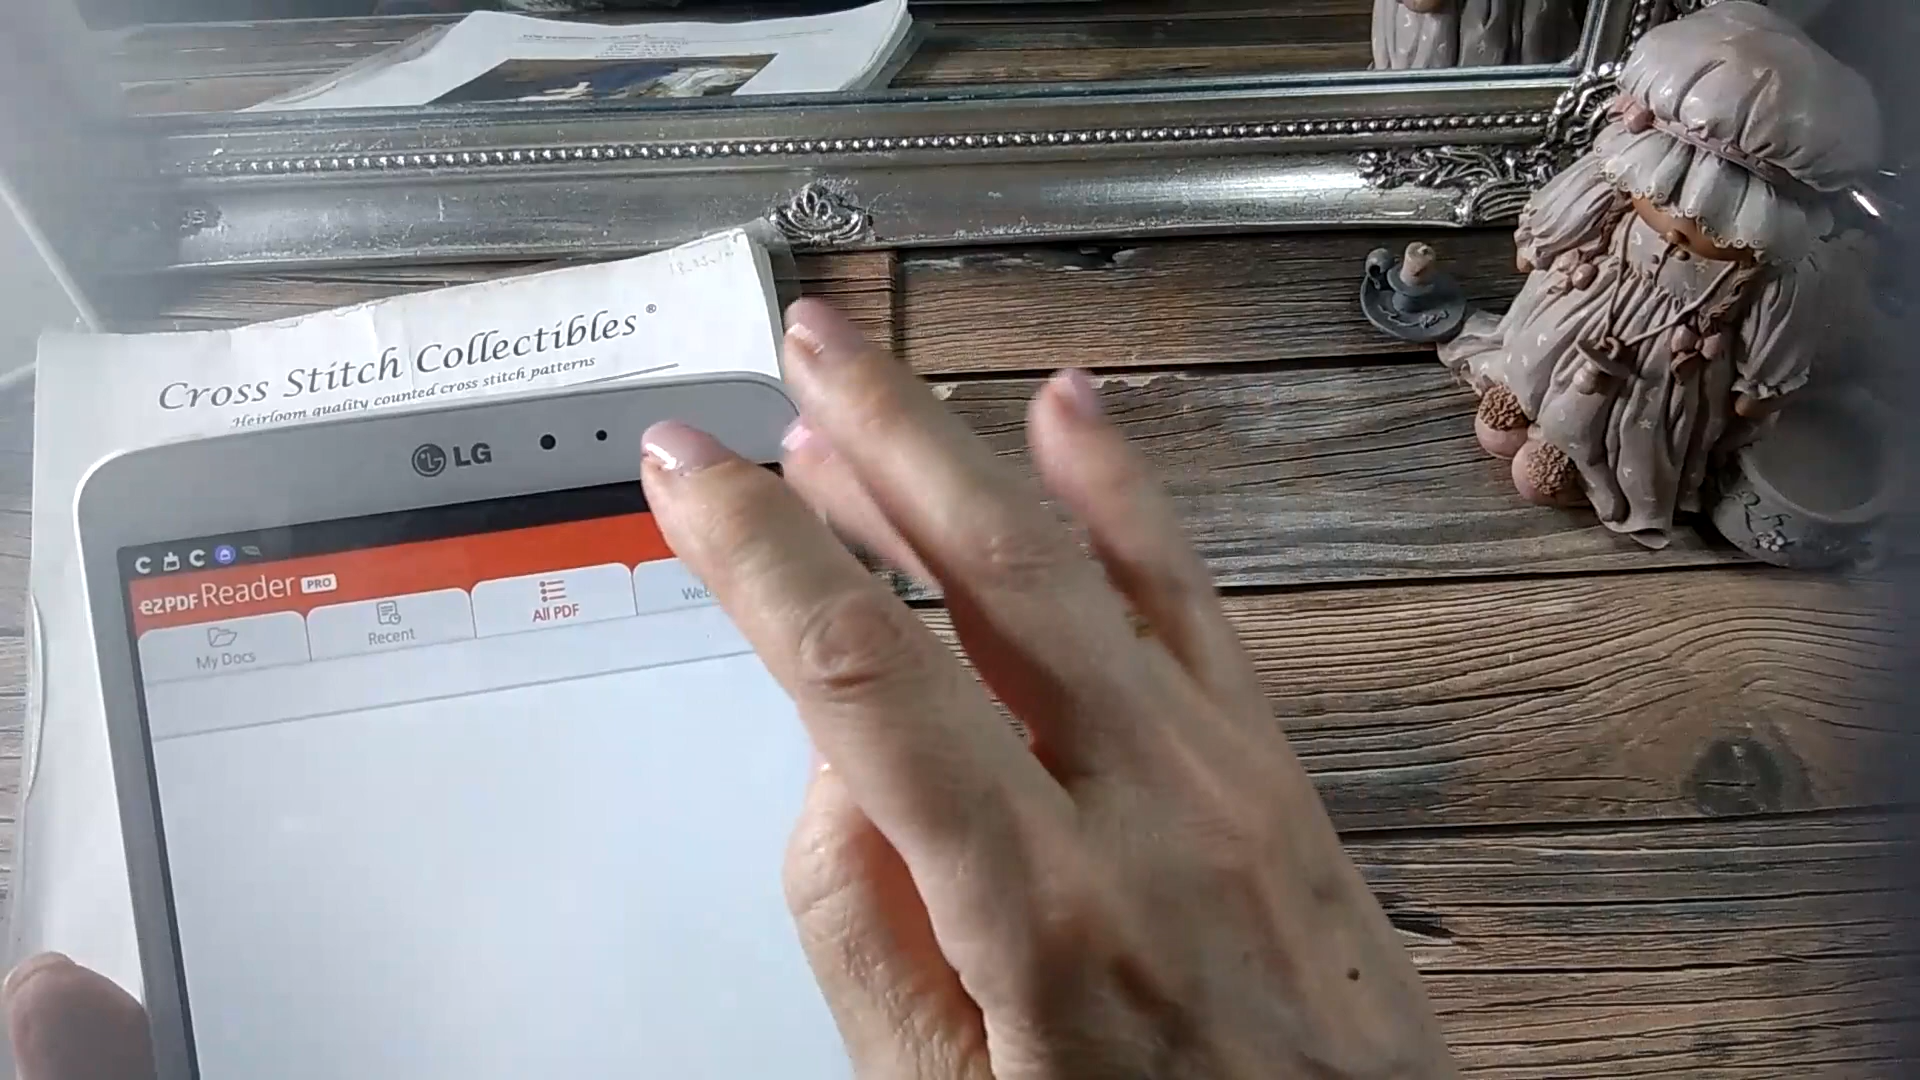 Cross Stitch Collectibles®
Heirloom quality counted cross stitch patterns
LG
ezPDF Reader PRO
My Docs
Recent
All PDF